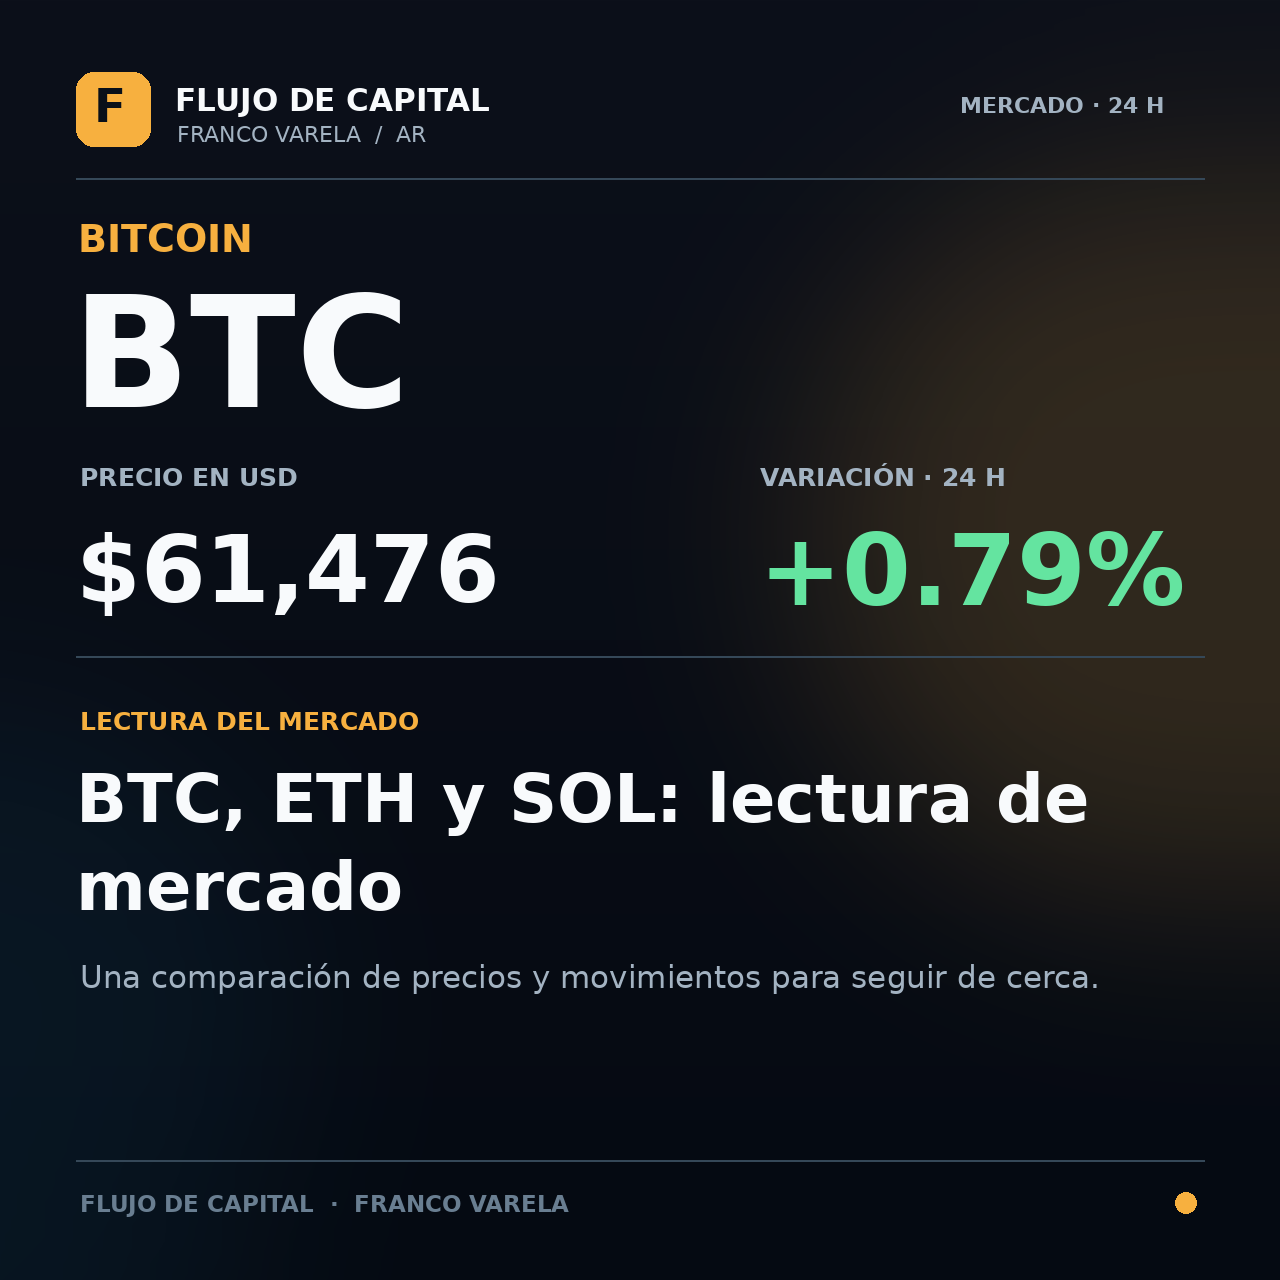 F
FLUJO DE CAPITAL
FRANCO VARELA / AR
MERCADO · 24 H
BITCOIN
BTC
PRECIO EN USD
VARIACIÓN · 24 H
$61,476
+0.79%
LECTURA DEL MERCADO
BTC, ETH y SOL: lectura de
mercado
Una comparación de precios y movimientos para seguir de cerca.
FLUJO DE CAPITAL · FRANCO VARELA